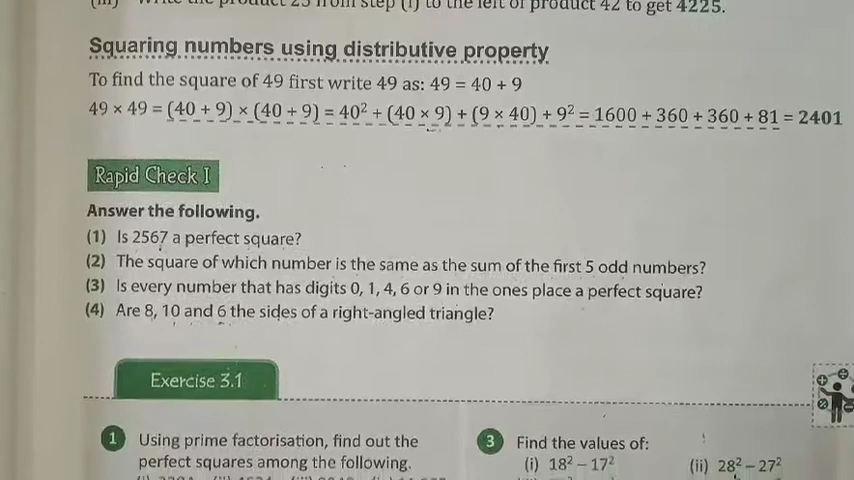 (iii) Write the product 25 from step (i) to the left of product 42 to get 4225.
Squaring numbers using distributive property
To find the square of 49 first write 49 as: 49 = 40 + 9
49 × 49 = (40 + 9) × (40 + 9) = 40² + (40 × 9) + (9 × 40) + 9² = 1600 + 360 + 360 + 81 = 2401
Rapid Check I
Answer the following.
(1) Is 2567 a perfect square?
(2) The square of which number is the same as the sum of the first 5 odd numbers?
(3) Is every number that has digits 0, 1, 4, 6 or 9 in the ones place a perfect square?
(4) Are 8, 10 and 6 the sides of a right-angled triangle?
Exercise 3.1
1 Using prime factorisation, find out the
perfect squares among the following.
3 Find the values of:
(i) 18² – 17² (ii) 28² – 27²